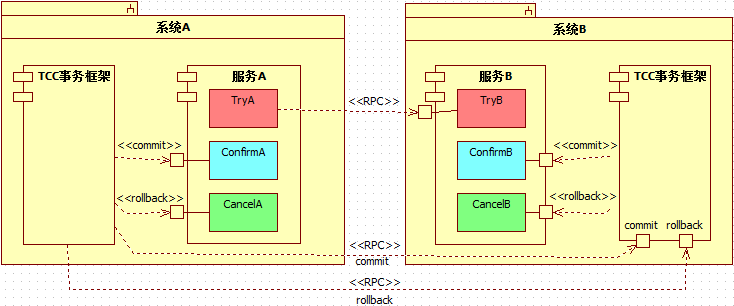 系统A
系统B
TCC事务框架
服务A
服务B
TCC事务框架
TryA
<<RPC>>
TryB
<<commit>>
ConfirmA
ConfirmB
<<commit>>
<<rollback>>
CancelA
CancelB
<<rollback>>
commit
rollback
<<RPC>>
commit
<<RPC>>
rollback